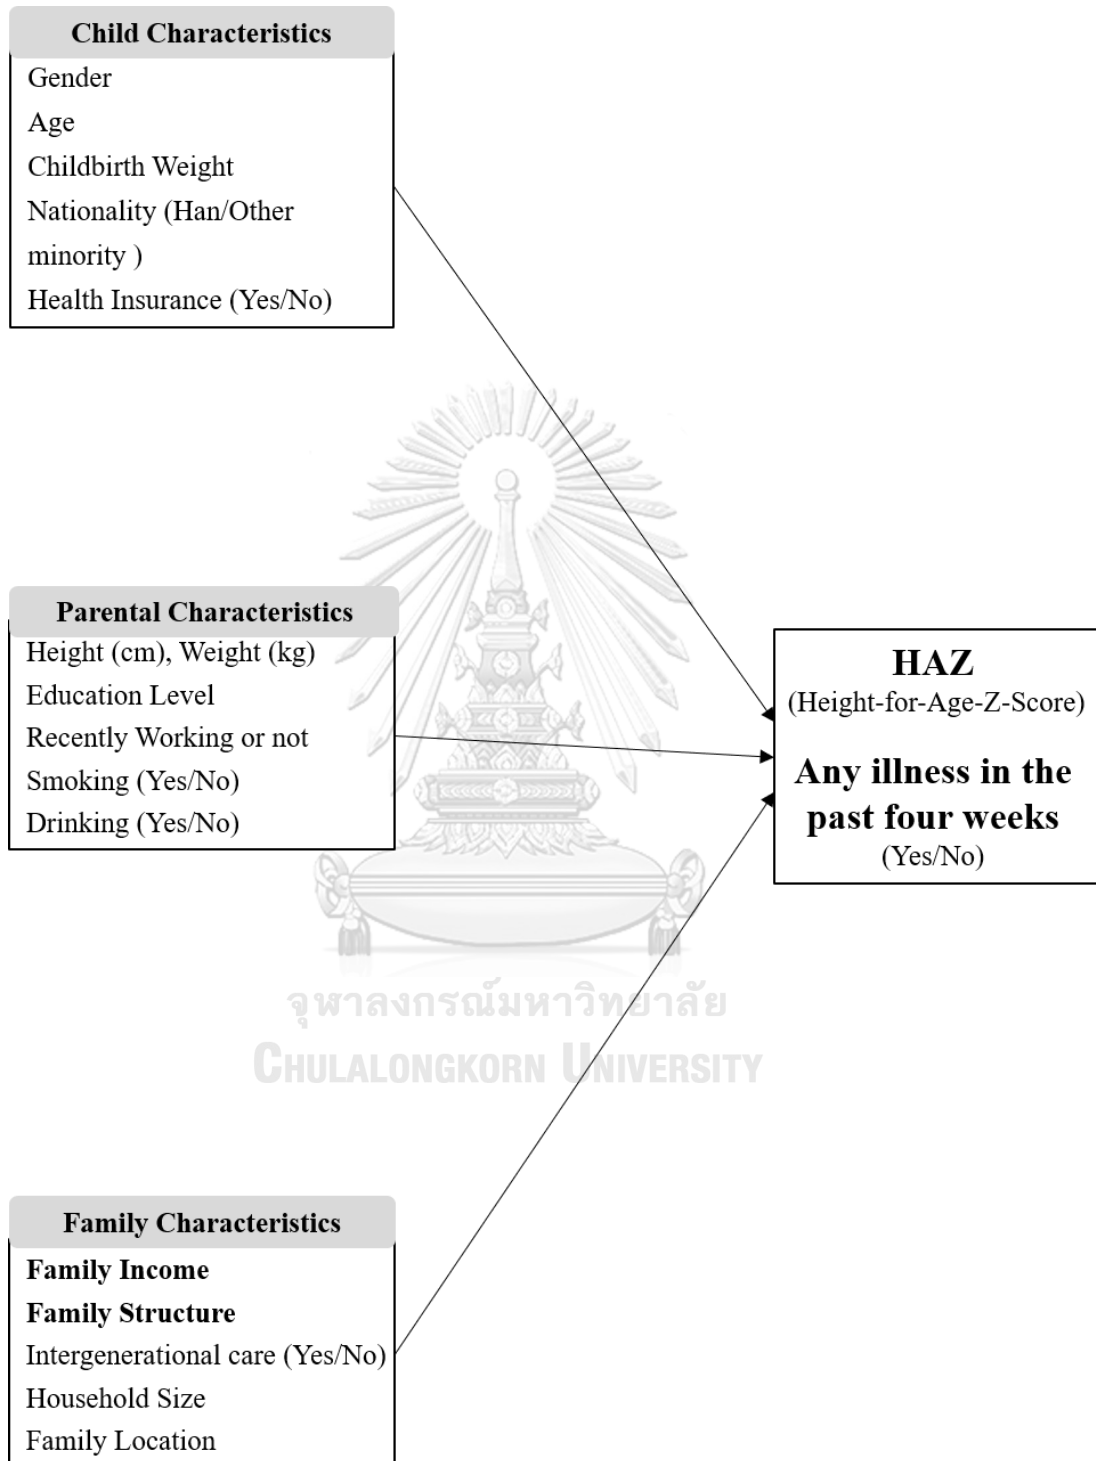 Child Characteristics
Gender
Age
Childbirth Weight
Nationality (Han/Other
minority )
Health Insurance (Yes/No)
Parental Characteristics
Height (cm), Weight (kg)
Education Level
Recently Working or not
Smoking (Yes/No)
Drinking (Yes/No)
HAZ
(Height-for-Age-Z-Score)
Any illness in the
past four weeks
(Yes/No)
จุฬาลงกรณ์มหาวิทยาลัย
CHULALONGKORN UNIVERSITY
Family Characteristics
Family Income
Family Structure
Intergenerational care (Yes/No)
Household Size
Family Location